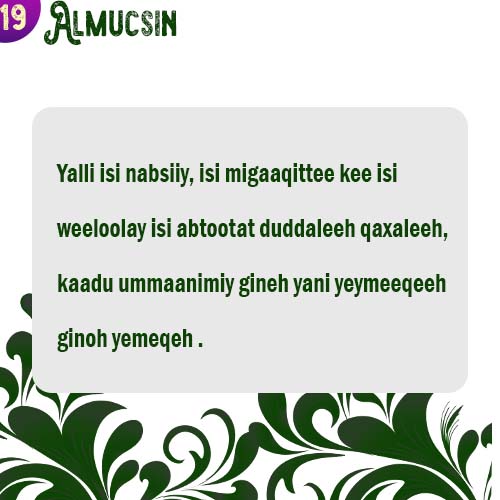 19
ALMUCSIN
Yalli isi nabsiiy, isi migaaqittee kee isi
weeloolay isi abtootat duddaleeh qaxaleeh,
kaadu ummaanimiy gineh yani yeymeeqeeh
ginoh yemeqeh .